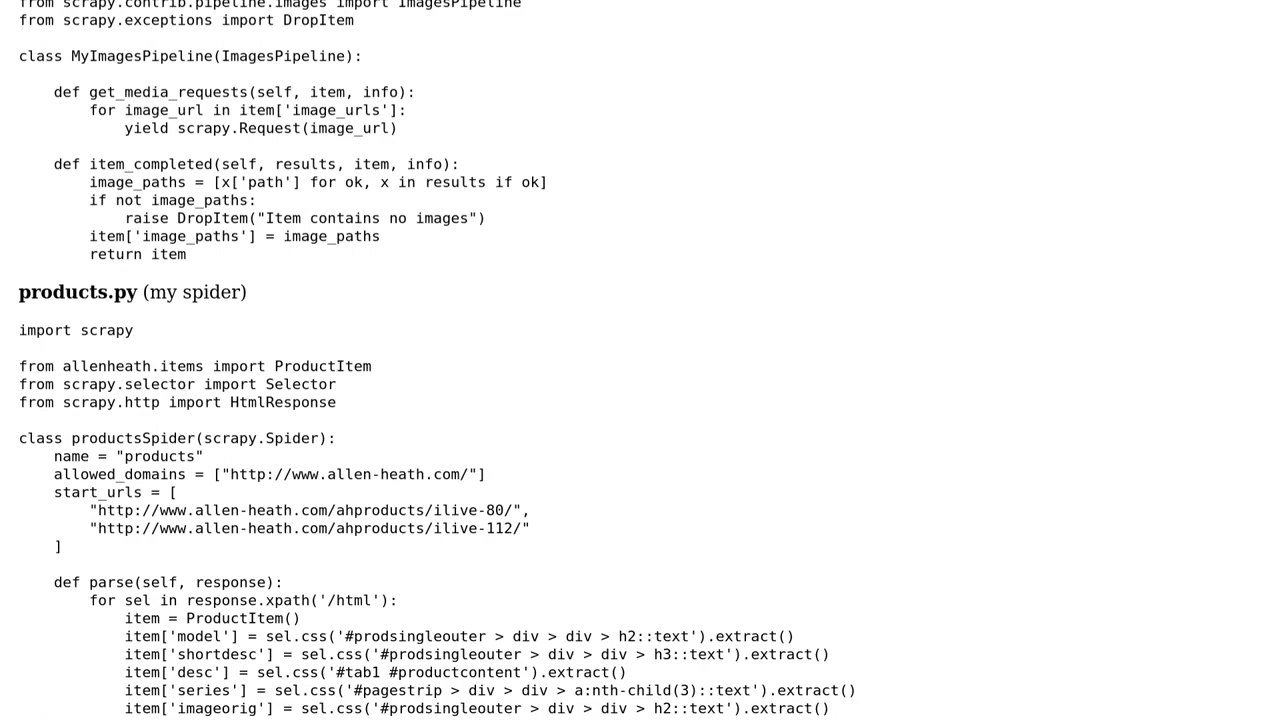 from scrapy.contrib.pipeline.images import ImagesPipeline
from scrapy.exceptions import DropItem

class MyImagesPipeline(ImagesPipeline):

    def get_media_requests(self, item, info):
        for image_url in item['image_urls']:
            yield scrapy.Request(image_url)

    def item_completed(self, results, item, info):
        image_paths = [x['path'] for ok, x in results if ok]
        if not image_paths:
            raise DropItem("Item contains no images")
        item['image_paths'] = image_paths
        return item

products.py (my spider)

import scrapy

from allenheath.items import ProductItem
from scrapy.selector import Selector
from scrapy.http import HtmlResponse

class productsSpider(scrapy.Spider):
    name = "products"
    allowed_domains = ["http://www.allen-heath.com/"]
    start_urls = [
        "http://www.allen-heath.com/ahproducts/ilive-80/",
        "http://www.allen-heath.com/ahproducts/ilive-112/"
    ]

    def parse(self, response):
        for sel in response.xpath('/html'):
            item = ProductItem()
            item['model'] = sel.css('#prodsingleouter > div > div > h2::text').extract()
            item['shortdesc'] = sel.css('#prodsingleouter > div > div > h3::text').extract()
            item['desc'] = sel.css('#tab1 #productcontent').extract()
            item['series'] = sel.css('#pagestrip > div > div > a:nth-child(3)::text').extract()
            item['imageorig'] = sel.css('#prodsingleouter > div > div > h2::text').extract()